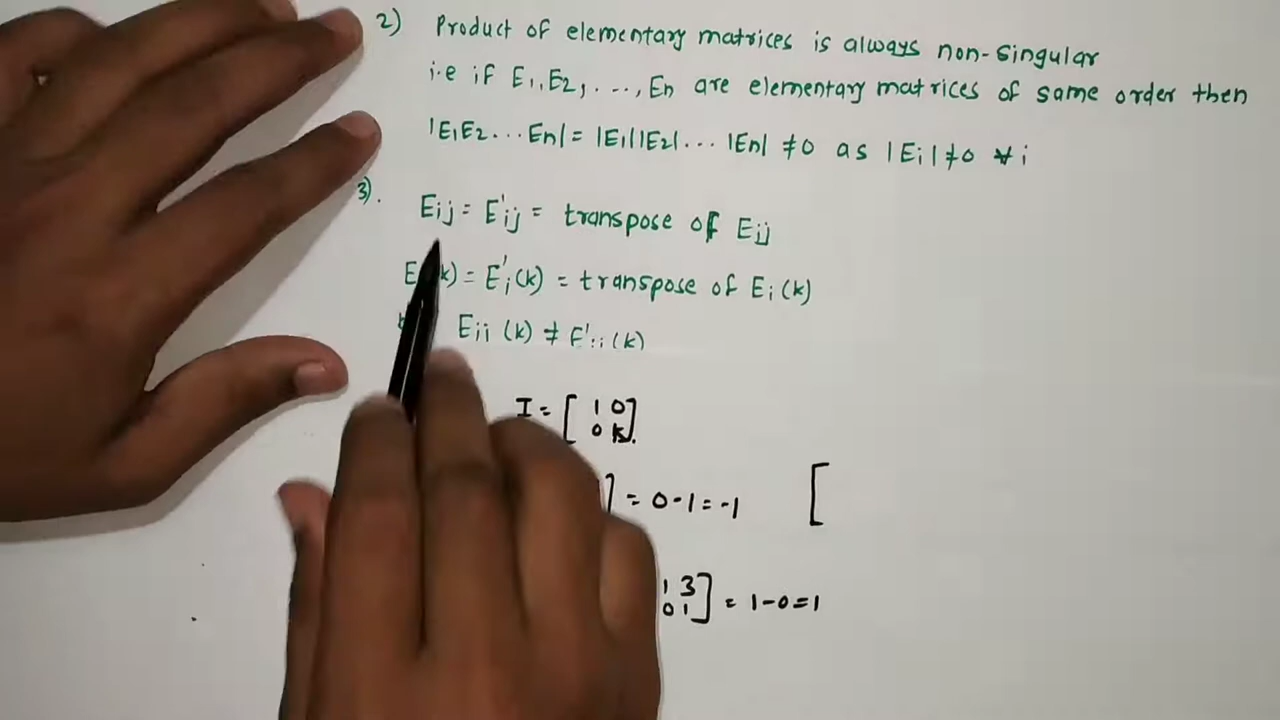 2) Product of elementary matrices is always non-singular
i.e if E₁, E₂, ..., En are elementary matrices of same order then
|E₁E₂...En| = |E₁||E₂|... |En| ≠ 0 as |Ei| ≠ 0 ∀ i
3).
Eij = E'ij = transpose of Eij
E (k) = E'i(k) = transpose of Ei(k)
Eij (k) ≠ E'ij(k)
I = [ 1 0
0 k].
] = 0-1 = -1 [
1 3
0 1 ] = 1-0=1